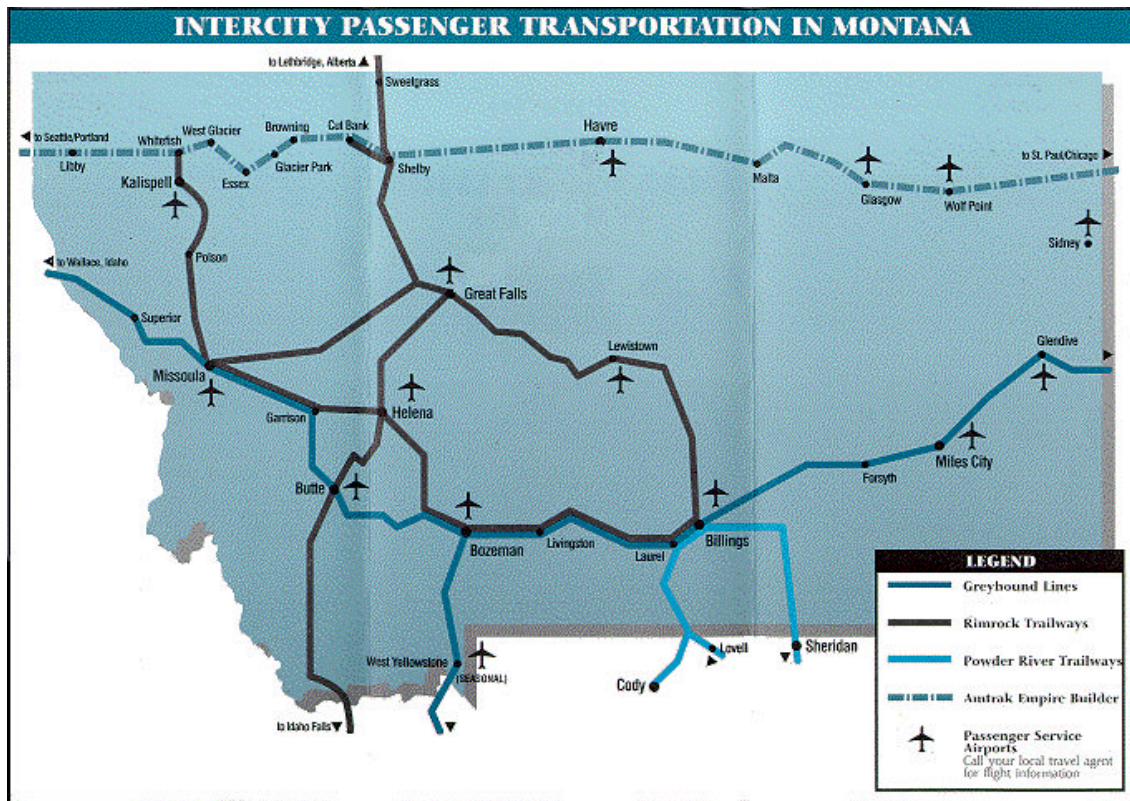 INTERCITY PASSENGER TRANSPORTATION IN MONTANA
to Lethbridge, Alberta
Sweetgrass
to Seattle/Portland
Libby
Whitefish
West Glacier
Essex
Browning
Glacier Park
Cut Bank
Shelby
Havre
Malta
Glasgow
Wolf Point
to St. Paul/Chicago
Kalispell
Sidney
Polson
to Wallace, Idaho
Superior
Great Falls
Missoula
Lewistown
Glendive
Garrison
Helena
Miles City
Forsyth
Butte
Bozeman
Livingston
Laurel
Billings
West Yellowstone
(SEASONAL)
Lovell
Sheridan
Cody
to Idaho Falls
LEGEND
Greyhound Lines
Rimrock Trailways
Powder River Trailways
Amtrak Empire Builder
Passenger Service
Airports
Call your local travel agent
for flight information